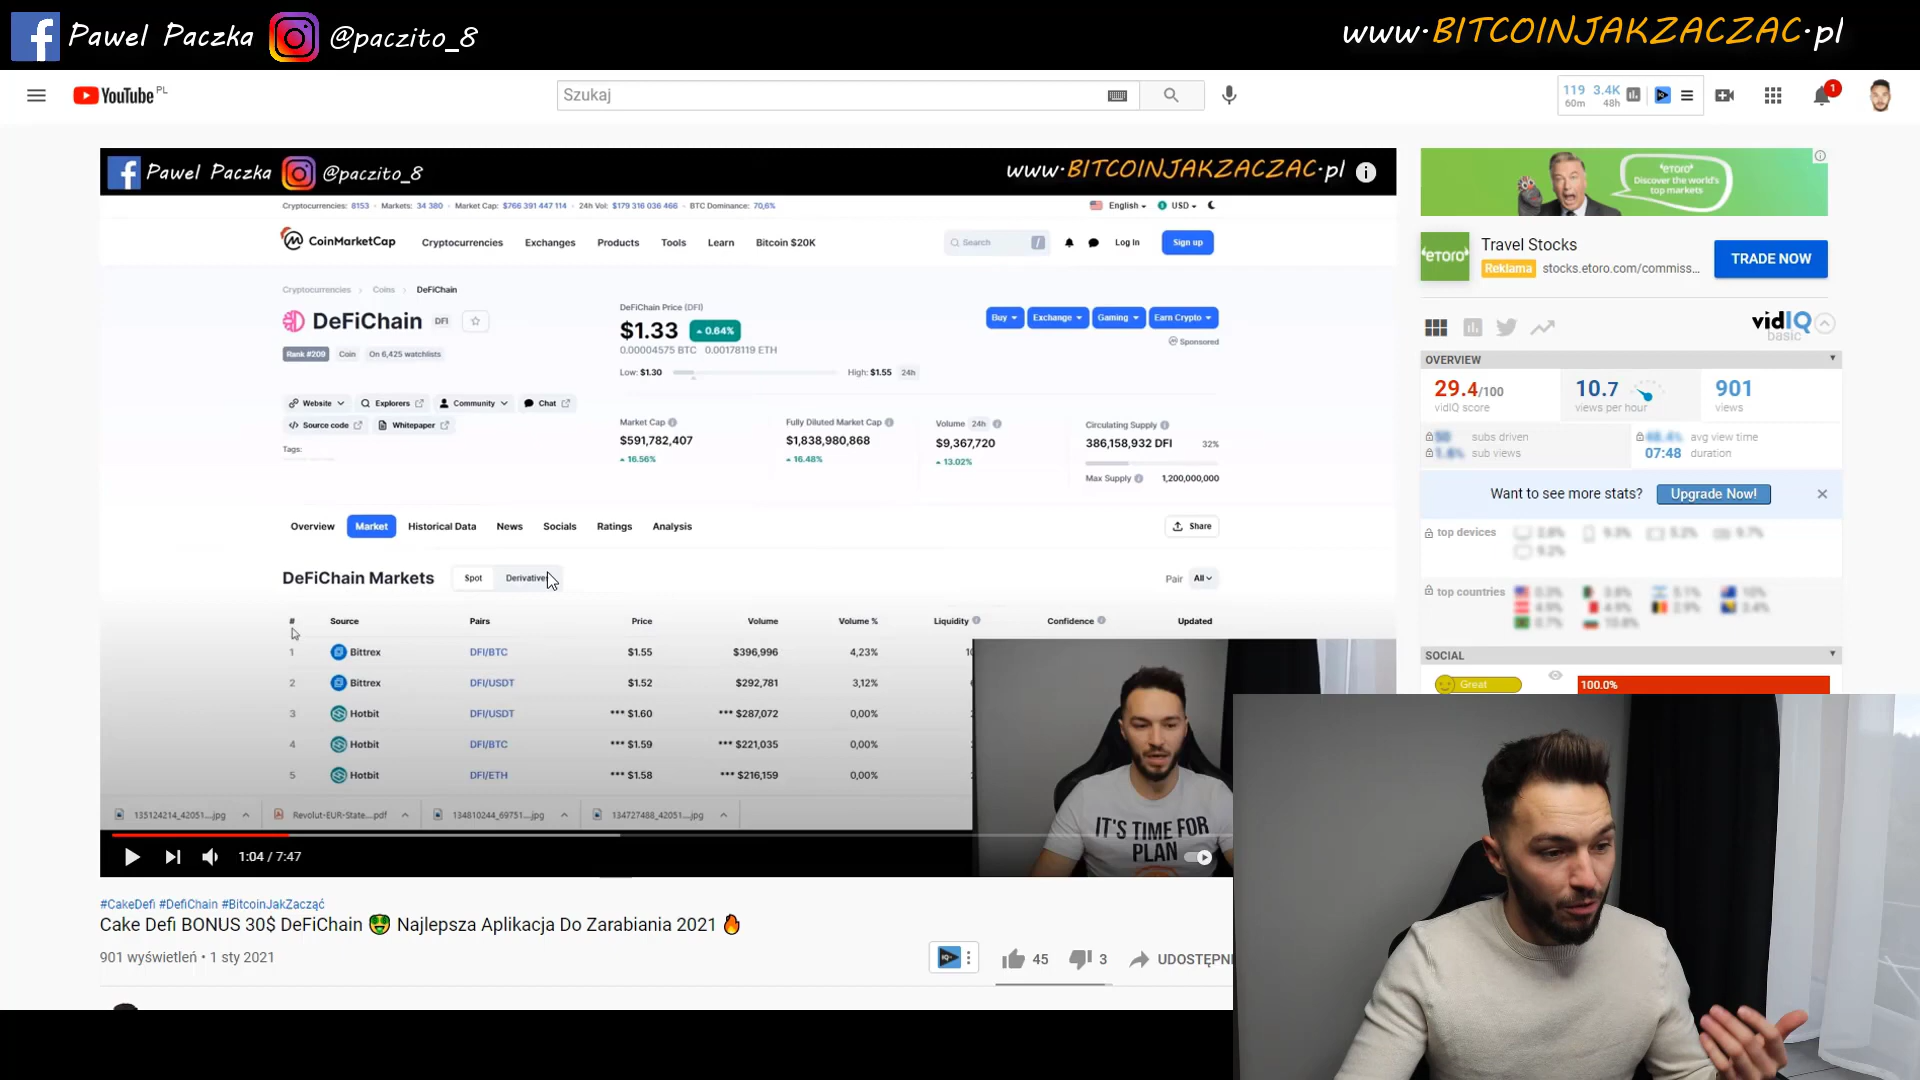 Pawel Paczka @paczito_8 www.BITCOINJAKZACZAC.pl
YouTube PL
Szukaj
119 3.4K
60m 48h
1
Pawel Paczka @paczito_8 www.BITCOINJAKZACZAC.pl
Cryptocurrencies: 8153 • Markets: 34 380 • Market Cap: $766 391 447 114 • 24h Vol: $179 316 036 466 • BTC Dominance: 70,6%
English USD
CoinMarketCap Cryptocurrencies Exchanges Products Tools Learn Bitcoin $20K Search / Log In Sign up
Cryptocurrencies > Coins > DeFiChain
DeFiChain DFI
Rank #209 Coin On 6,425 watchlists
DeFiChain Price (DFI)
$1.33 0.64%
0.00004575 BTC 0.00178119 ETH
Low: $1.30 High: $1.55 24h
Buy Exchange Gaming Earn Crypto
Sponsored
Website Explorers Community Chat
Source code Whitepaper
Tags:
Market Cap
$591,782,407
16.56%
Fully Diluted Market Cap
$1,838,980,868
16.48%
Volume 24h
$9,367,720
13.02%
Circulating Supply
386,158,932 DFI 32%
Max Supply 1,200,000,000
Overview Market Historical Data News Socials Ratings Analysis Share
DeFiChain Markets Spot Derivatives Pair All
# Source Pairs Price Volume Volume % Liquidity Confidence Updated
1 Bittrex DFI/BTC $1.55 $396,996 4,23%
2 Bittrex DFI/USDT $1.52 $292,781 3,12%
3 Hotbit DFI/USDT *** $1.60 *** $287,072 0,00%
4 Hotbit DFI/BTC *** $1.59 *** $221,035 0,00%
5 Hotbit DFI/ETH *** $1.58 *** $216,159 0,00%
135124214_42051...jpg Revolut-EUR-State....pdf 134810244_69751....jpg 134727488_42051...jpg
IT'S TIME FOR
PLAN
1:04 / 7:47
#CakeDefi #DefiChain #BitcoinJakZacząć
Cake Defi BONUS 30$ DeFiChain 🤑 Najlepsza Aplikacja Do Zarabiania 2021 🔥
901 wyświetleń • 1 sty 2021
45 3 UDOSTĘPNI
eToro
Discover the world's
top markets
eToro
Travel Stocks
Reklama stocks.etoro.com/commiss...
TRADE NOW
vidIQ
basic
OVERVIEW
29.4/100
vidIQ score
10.7
views per hour
901
views
subs driven
sub views
avg view time
07:48 duration
Want to see more stats? Upgrade Now!
top devices
top countries
SOCIAL
Great 100.0%